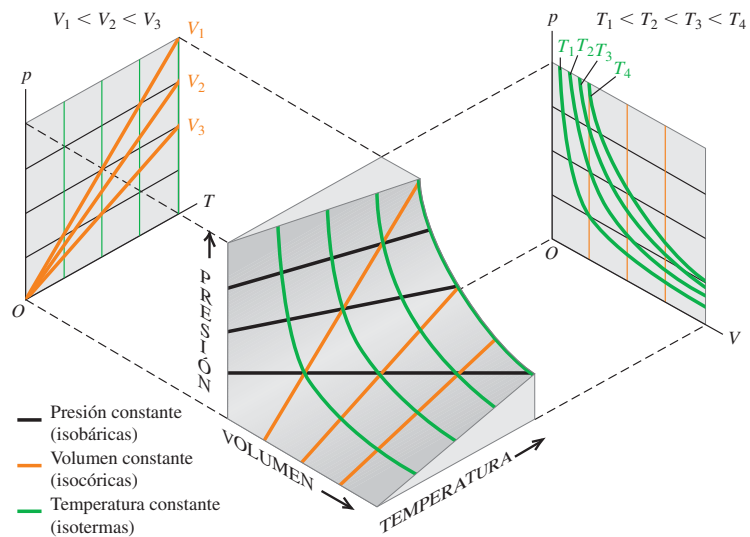 V₁ < V₂ < V₃
p
V₁
V₂
V₃
T
O
p
T₁ < T₂ < T₃ < T₄
T₁ T₂ T₃
T₄
O
V
PRESIÓN
VOLUMEN
TEMPERATURA
Presión constante
(isobáricas)
Volumen constante
(isocóricas)
Temperatura constante
(isotermas)